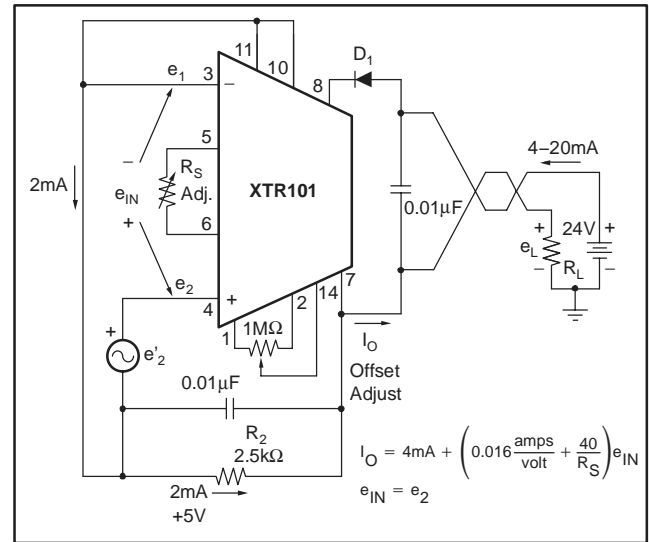 11
10
D1
e1
3
−
8
5
4−20mA
−
RS
Adj.
2mA
eIN
XTR101
0.01μF
+
24V
+
+
6
eL
RL
−
−
e2
4
+
1
2
14
7
1MΩ
+
e'2
IO
Offset
Adjust
0.01μF
R2
2.5kΩ
2mA
+5V
IO = 4mA + (0.016 amps/volt + 40/RS) eIN
eIN = e2